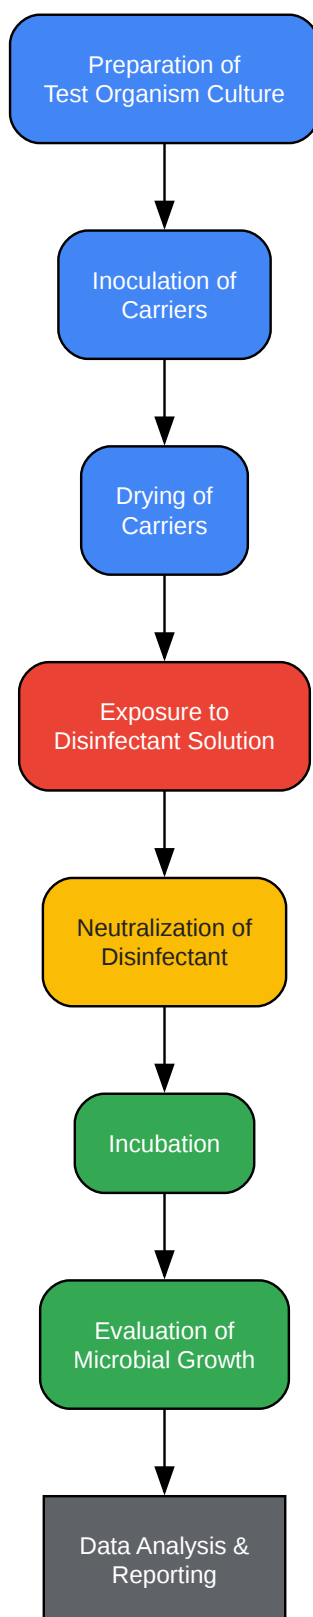 Preparation of
Test Organism Culture
Inoculation of
Carriers
Drying of
Carriers
Exposure to
Disinfectant Solution
Neutralization of
Disinfectant
Incubation
Evaluation of
Microbial Growth
Data Analysis &
Reporting